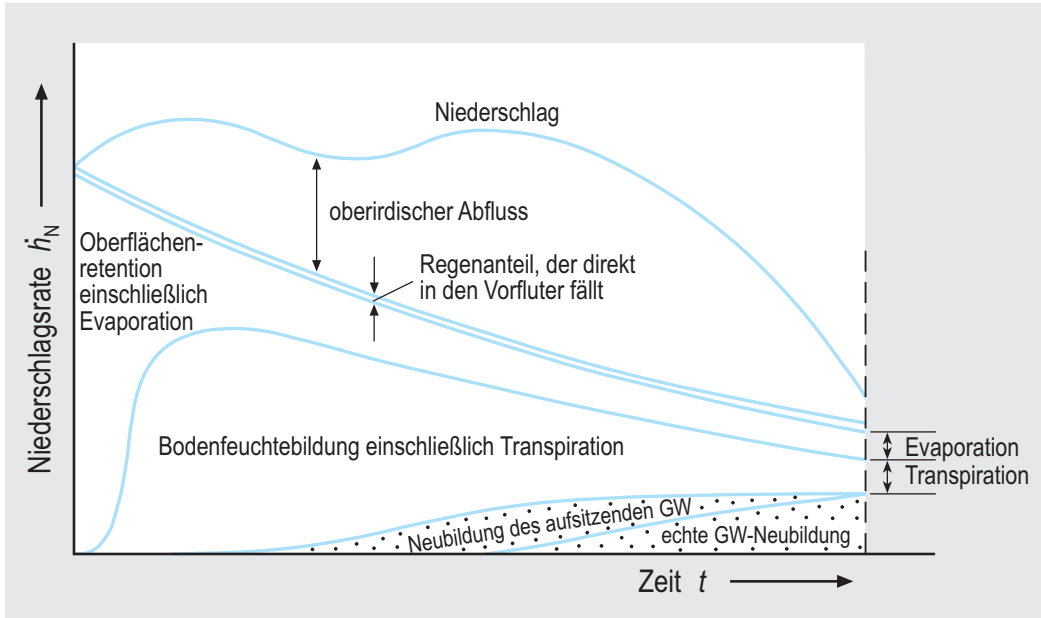 Niederschlag
oberirdischer Abfluss
Niederschlagsrate ḣN
Oberflächen-
retention
einschließlich
Evaporation
Regenanteil, der direkt
in den Vorfluter fällt
Bodenfeuchtebildung einschließlich Transpiration
Evaporation
Transpiration
Neubildung des aufsitzenden GW
echte GW-Neubildung
Zeit t